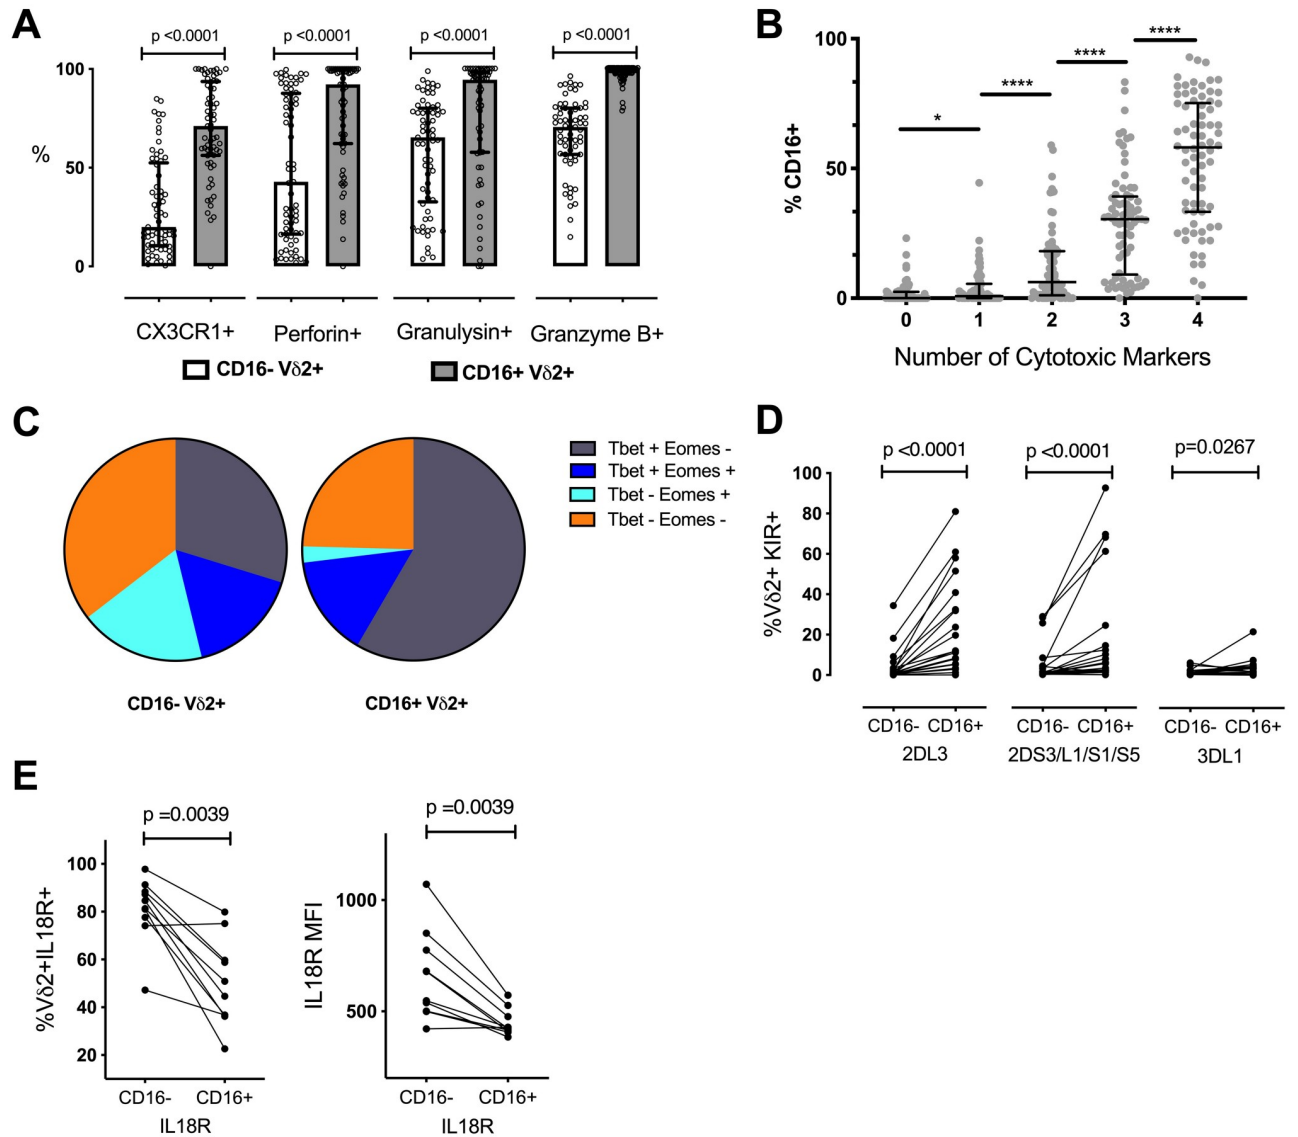 A
p <0.0001 p <0.0001 p <0.0001 p <0.0001
100
50
0
%
CX3CR1+ Perforin+ Granulysin+ Granzyme B+
CD16- Vδ2+ CD16+ Vδ2+
B
**** 
****
****
*
100
50
0
% CD16+
0 1 2 3 4
Number of Cytotoxic Markers
C
Tbet + Eomes -
Tbet + Eomes +
Tbet - Eomes +
Tbet - Eomes -
CD16- Vδ2+ CD16+ Vδ2+
D
p <0.0001 p <0.0001 p=0.0267
100
80
60
40
20
0
%Vδ2+ KIR+
CD16- CD16+ CD16- CD16+ CD16- CD16+
2DL3 2DS3/L1/S1/S5 3DL1
E
p =0.0039
100
80
60
40
20
%Vδ2+IL18R+
CD16- CD16+
IL18R
p =0.0039
1000
500
IL18R MFI
CD16- CD16+
IL18R